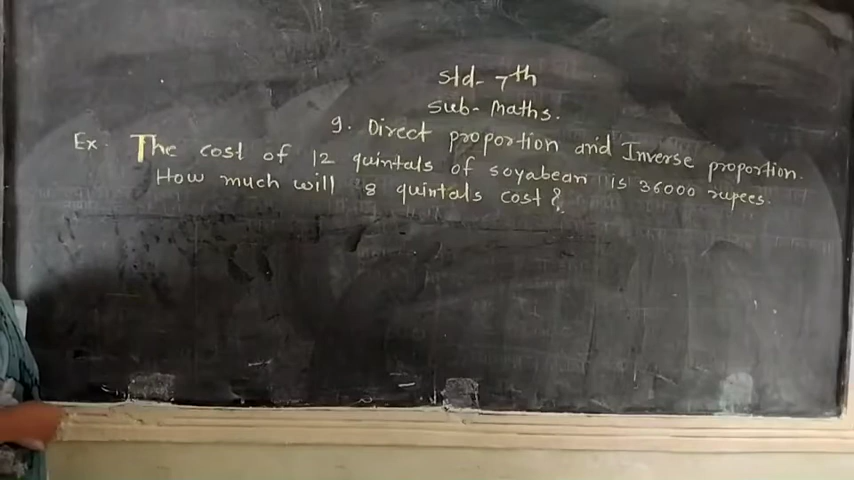 Std- 7th
Sub- Maths.
9. Direct proportion and Inverse proportion.
Ex. The cost of 12 quintals of soyabean is 36000 rupees.
How much will 8 quintals cost?